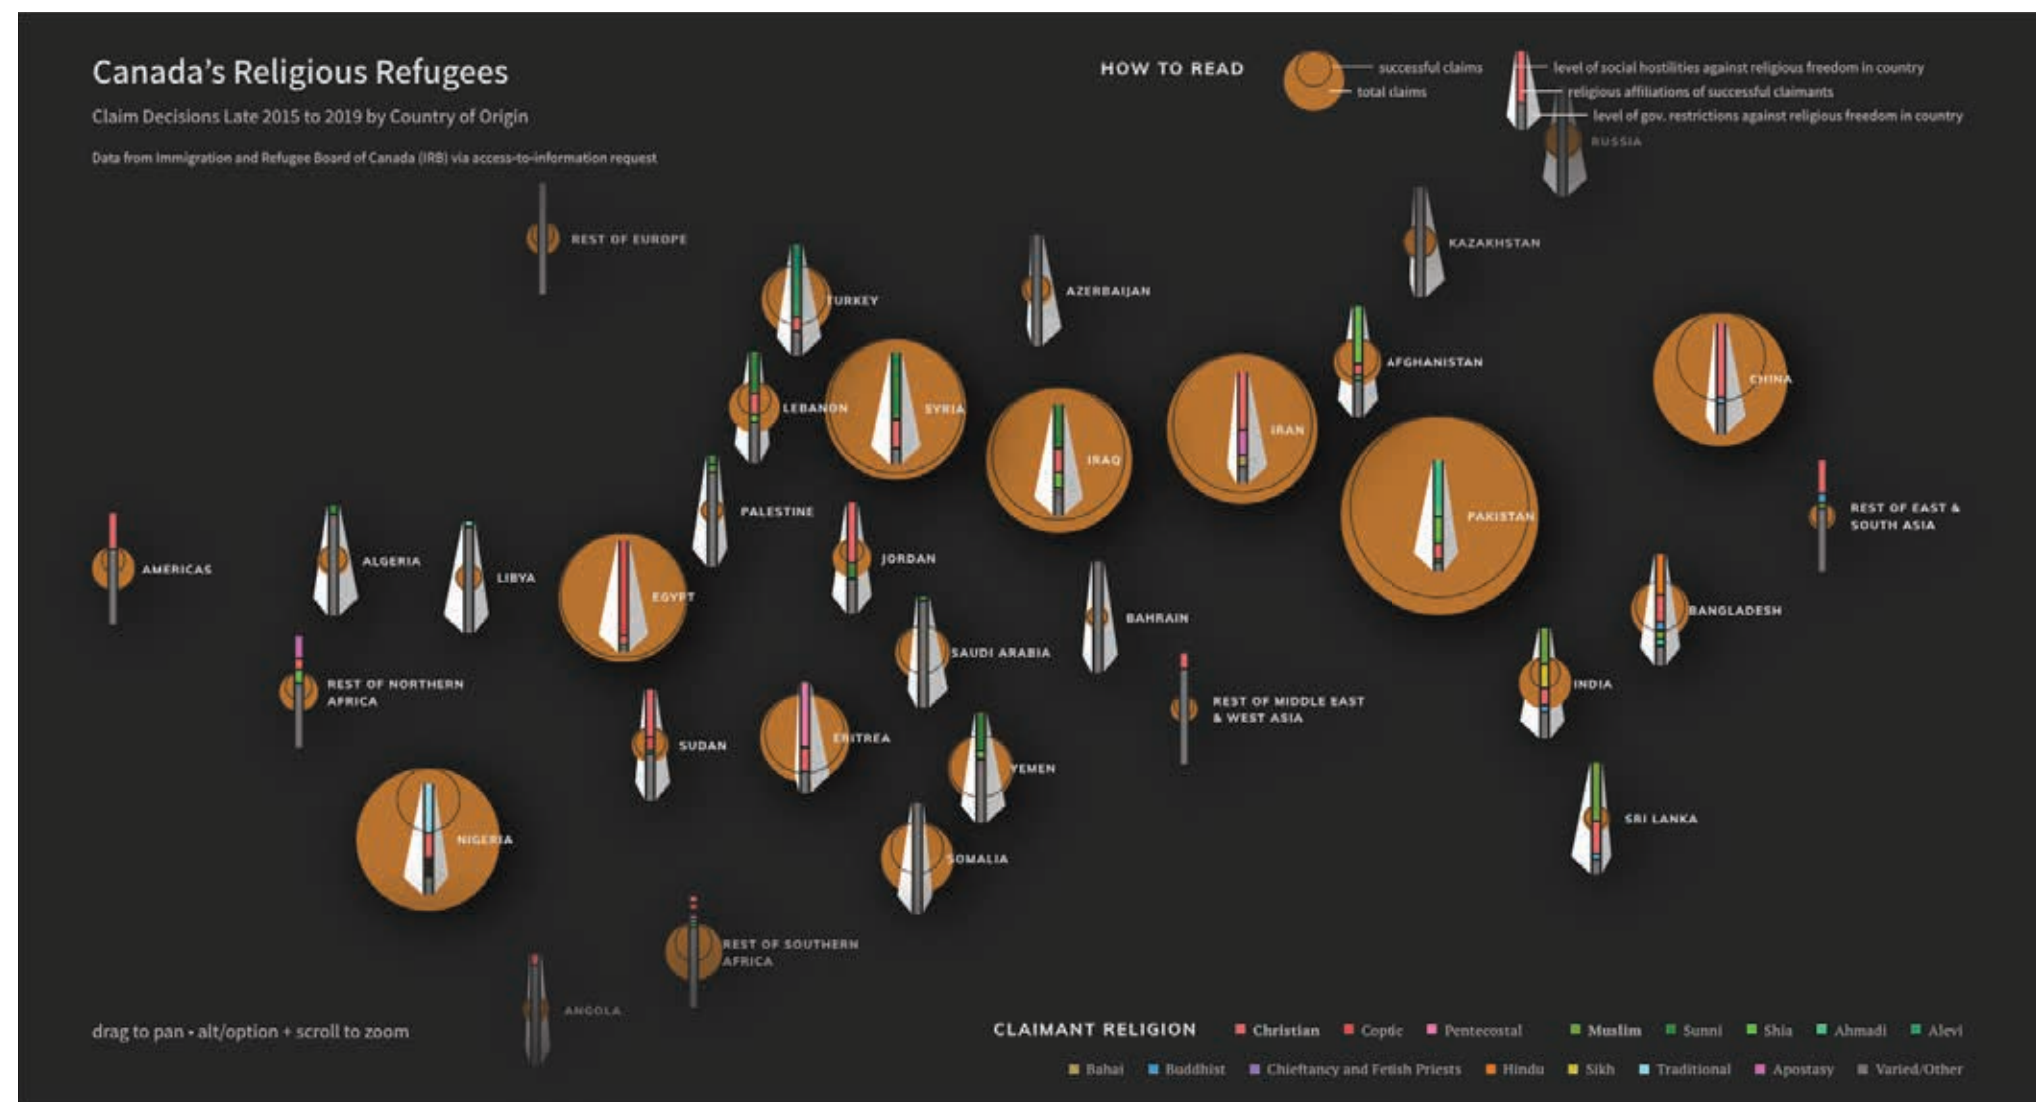 Canada's Religious Refugees
Claim Decisions Late 2015 to 2019 by Country of Origin
Data from Immigration and Refugee Board of Canada (IRB) via access-to-information request
HOW TO READ
successful claims
total claims
level of social hostilities against religious freedom in country
religious affiliations of successful claimants
level of gov. restrictions against religious freedom in country
RUSSIA
REST OF EUROPE
KAZAKHSTAN
TURKEY
AZERBAIJAN
AFGHANISTAN
CHINA
LEBANON
SYRIA
IRAN
IRAQ
PALESTINE
PAKISTAN
REST OF EAST &
SOUTH ASIA
AMERICAS
ALGERIA
LIBYA
EGYPT
JORDAN
BAHRAIN
BANGLADESH
SAUDI ARABIA
REST OF NORTHERN
AFRICA
INDIA
REST OF MIDDLE EAST
& WEST ASIA
SUDAN
ERITREA
YEMEN
SRI LANKA
NIGERIA
SOMALIA
REST OF SOUTHERN
AFRICA
ANGOLA
drag to pan • alt/option + scroll to zoom
CLAIMANT RELIGION
Christian Coptic Pentecostal Muslim Sunni Shia Ahmadi Alevi
Bahai Buddhist Chieftancy and Fetish Priests Hindu Sikh Traditional Apostasy Varied/Other